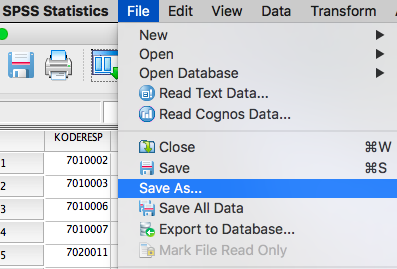 SPSS Statistics File Edit View Data Transform
New
Open
Open Database
Read Text Data...
Read Cognos Data...
KODERESP
Close ⌘W
1 7010002
Save ⌘S
2 7010003
Save As...
3 7010006
Save All Data
4 7010007
Export to Database...
5 7020011
Mark File Read Only